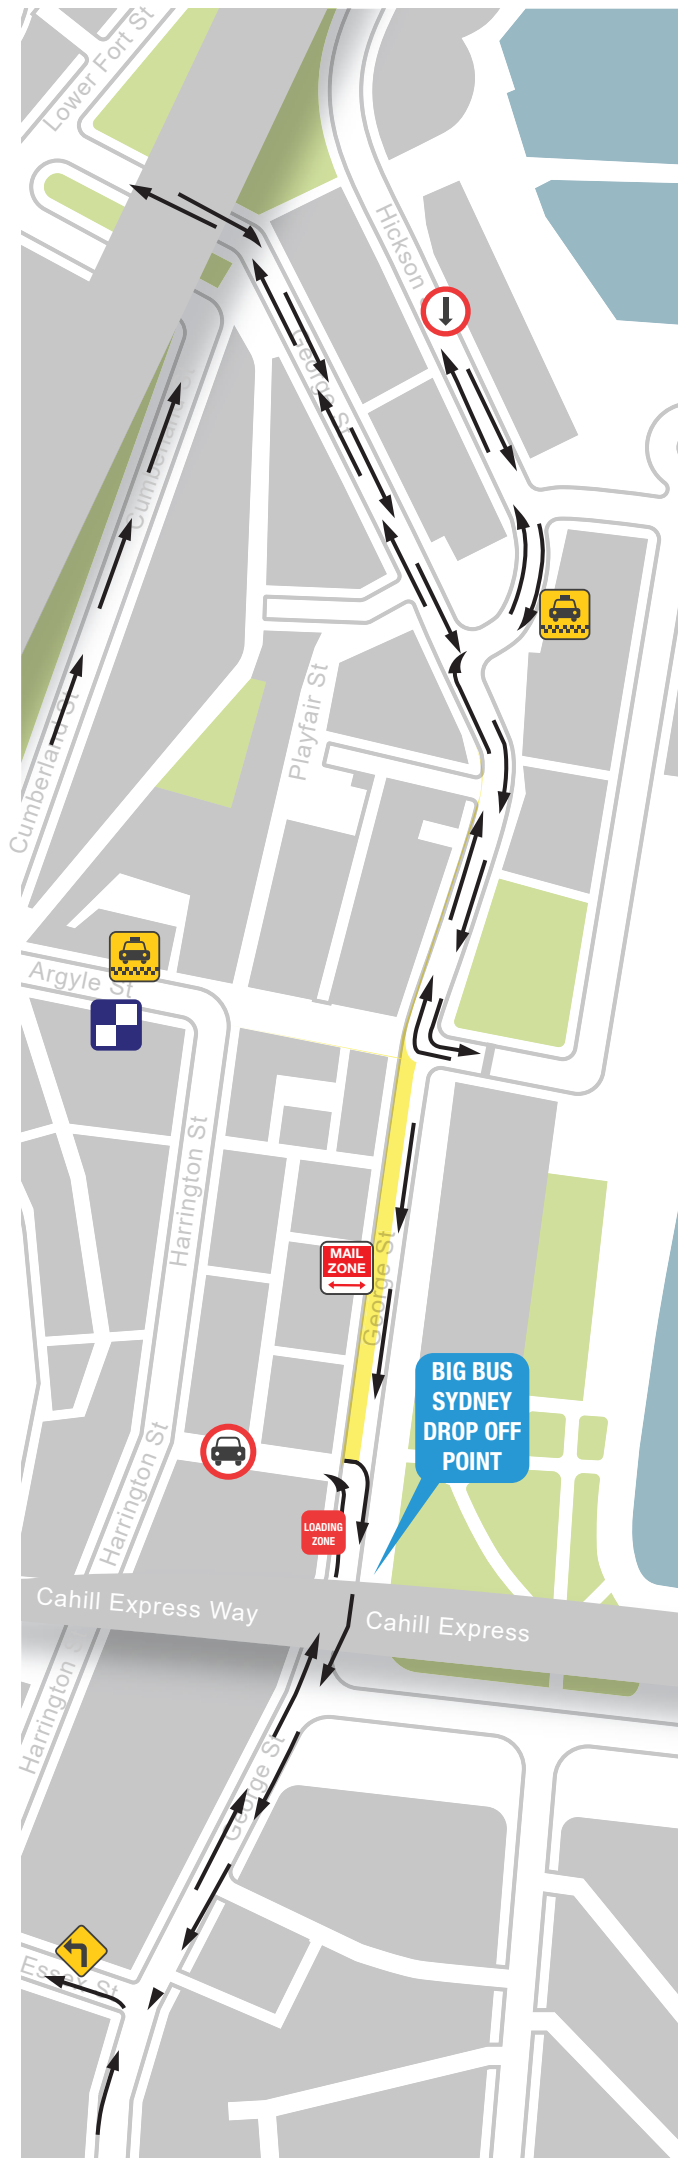 Lower Fort St
Hickson
George St
Cumberland St
Cumberland St
Playfair St
Argyle St
Harrington St
MAIL
ZONE
George St
BIG BUS
SYDNEY
DROP OFF
POINT
Harrington St
LOADING
ZONE
Cahill Express Way
Cahill Express
Harrington S
George St
Essex St